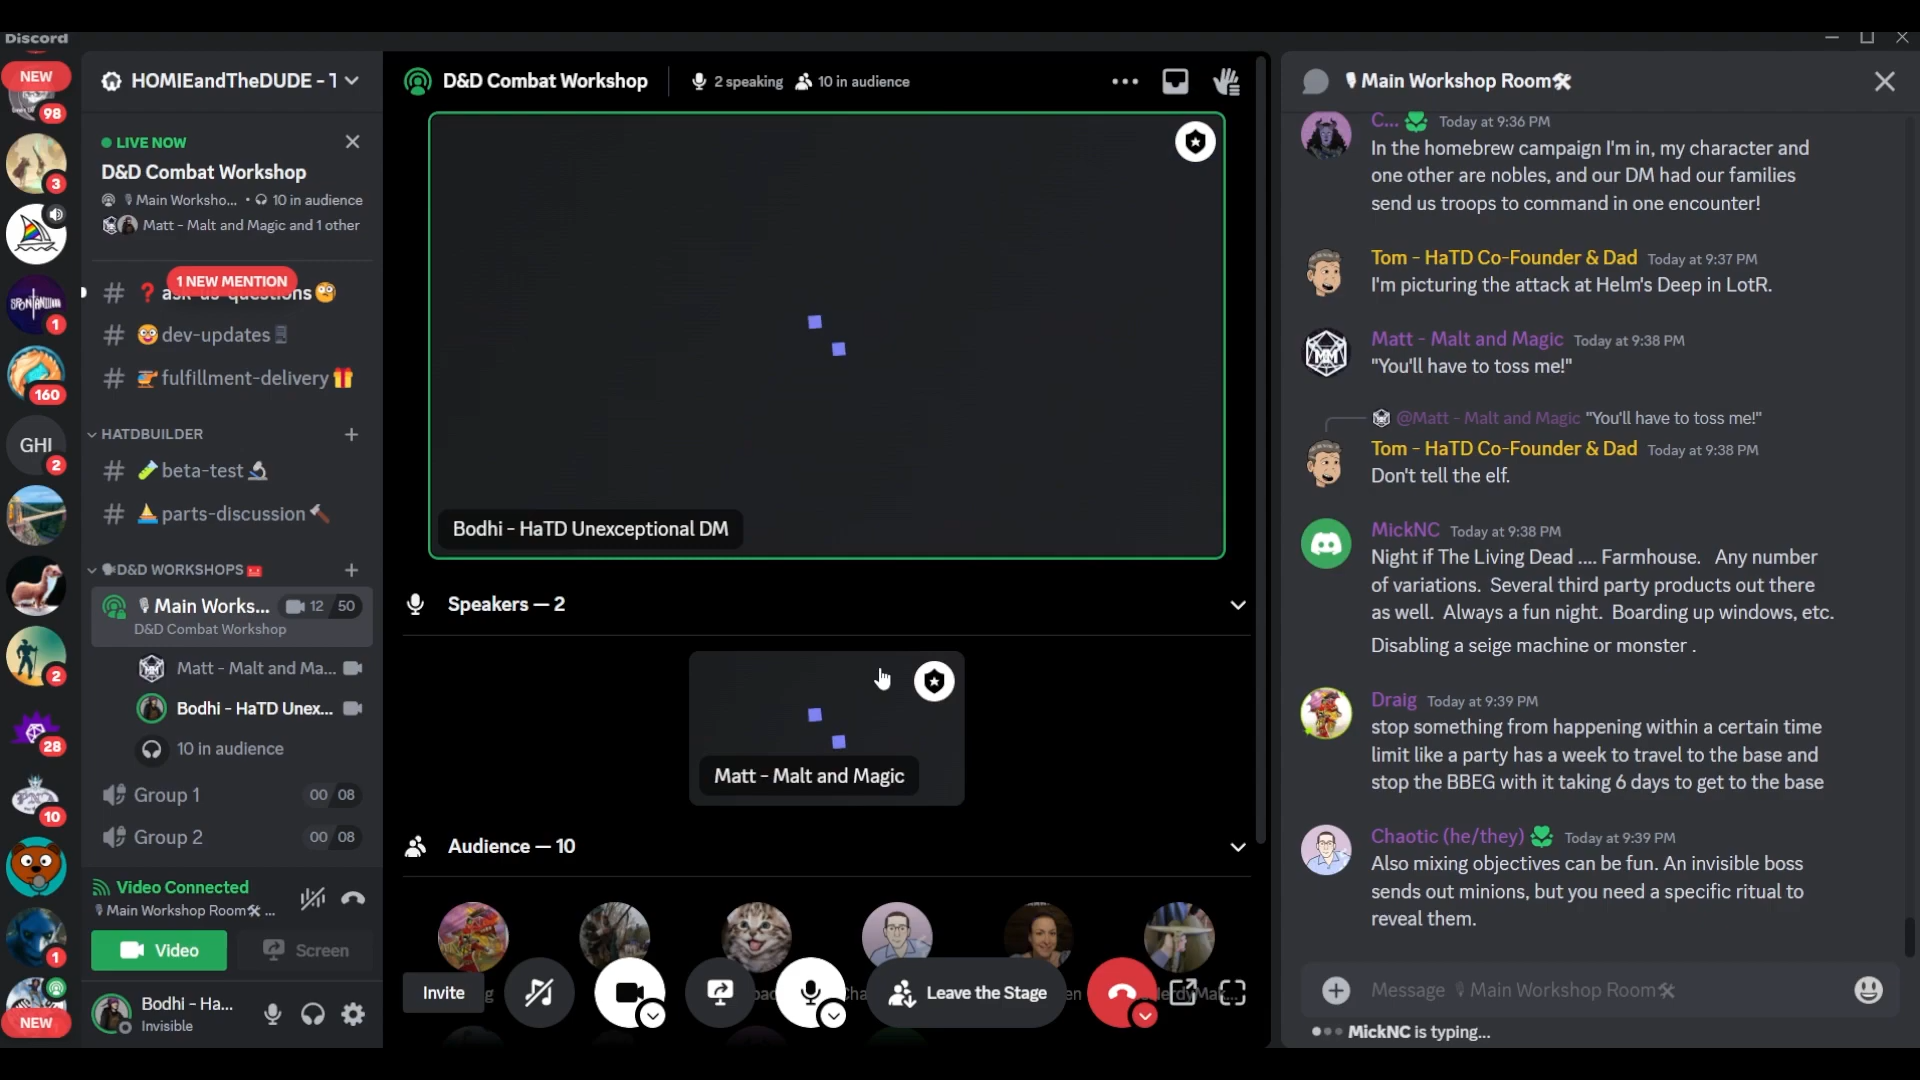 Discord
NEW
98
3
SPONTANIUM
1
160
GHI
2
2
28
10
1
NEW
HOMIEandTheDUDE - T
LIVE NOW
D&D Combat Workshop
Main Worksho... • 10 in audience
Matt - Malt and Magic and 1 other
1 NEW MENTION
# ❓ask-us-questions🧐
# dev-updates
# fulfillment-delivery🎁
HATDBUILDER
# 🧪beta-test🔬
# ⛵parts-discussion🔨
D&D WORKSHOPS
🎙Main Works... 12 50
D&D Combat Workshop
Matt - Malt and Ma...
Bodhi - HaTD Unex...
10 in audience
Group 1 00 08
Group 2 00 08
Video Connected
🎙Main Workshop Room🛠 ...
Video
Screen
Bodhi - Ha...
Invisible
D&D Combat Workshop
2 speaking 10 in audience
Bodhi - HaTD Unexceptional DM
Speakers — 2
Matt - Malt and Magic
Audience — 10
Invite
Leave the Stage
🎙Main Workshop Room🛠
C... Today at 9:36 PM
In the homebrew campaign I'm in, my character and
one other are nobles, and our DM had our families
send us troops to command in one encounter!
Tom - HaTD Co-Founder & Dad Today at 9:37 PM
I'm picturing the attack at Helm's Deep in LotR.
MM
Matt - Malt and Magic Today at 9:38 PM
"You'll have to toss me!"
@Matt - Malt and Magic "You'll have to toss me!"
Tom - HaTD Co-Founder & Dad Today at 9:38 PM
Don't tell the elf.
MickNC Today at 9:38 PM
Night if The Living Dead .... Farmhouse. Any number
of variations. Several third party products out there
as well. Always a fun night. Boarding up windows, etc.
Disabling a seige machine or monster .
Draig Today at 9:39 PM
stop something from happening within a certain time
limit like a party has a week to travel to the base and
stop the BBEG with it taking 6 days to get to the base
Chaotic (he/they) Today at 9:39 PM
Also mixing objectives can be fun. An invisible boss
sends out minions, but you need a specific ritual to
reveal them.
Message 🎙Main Workshop Room🛠
MickNC is typing...